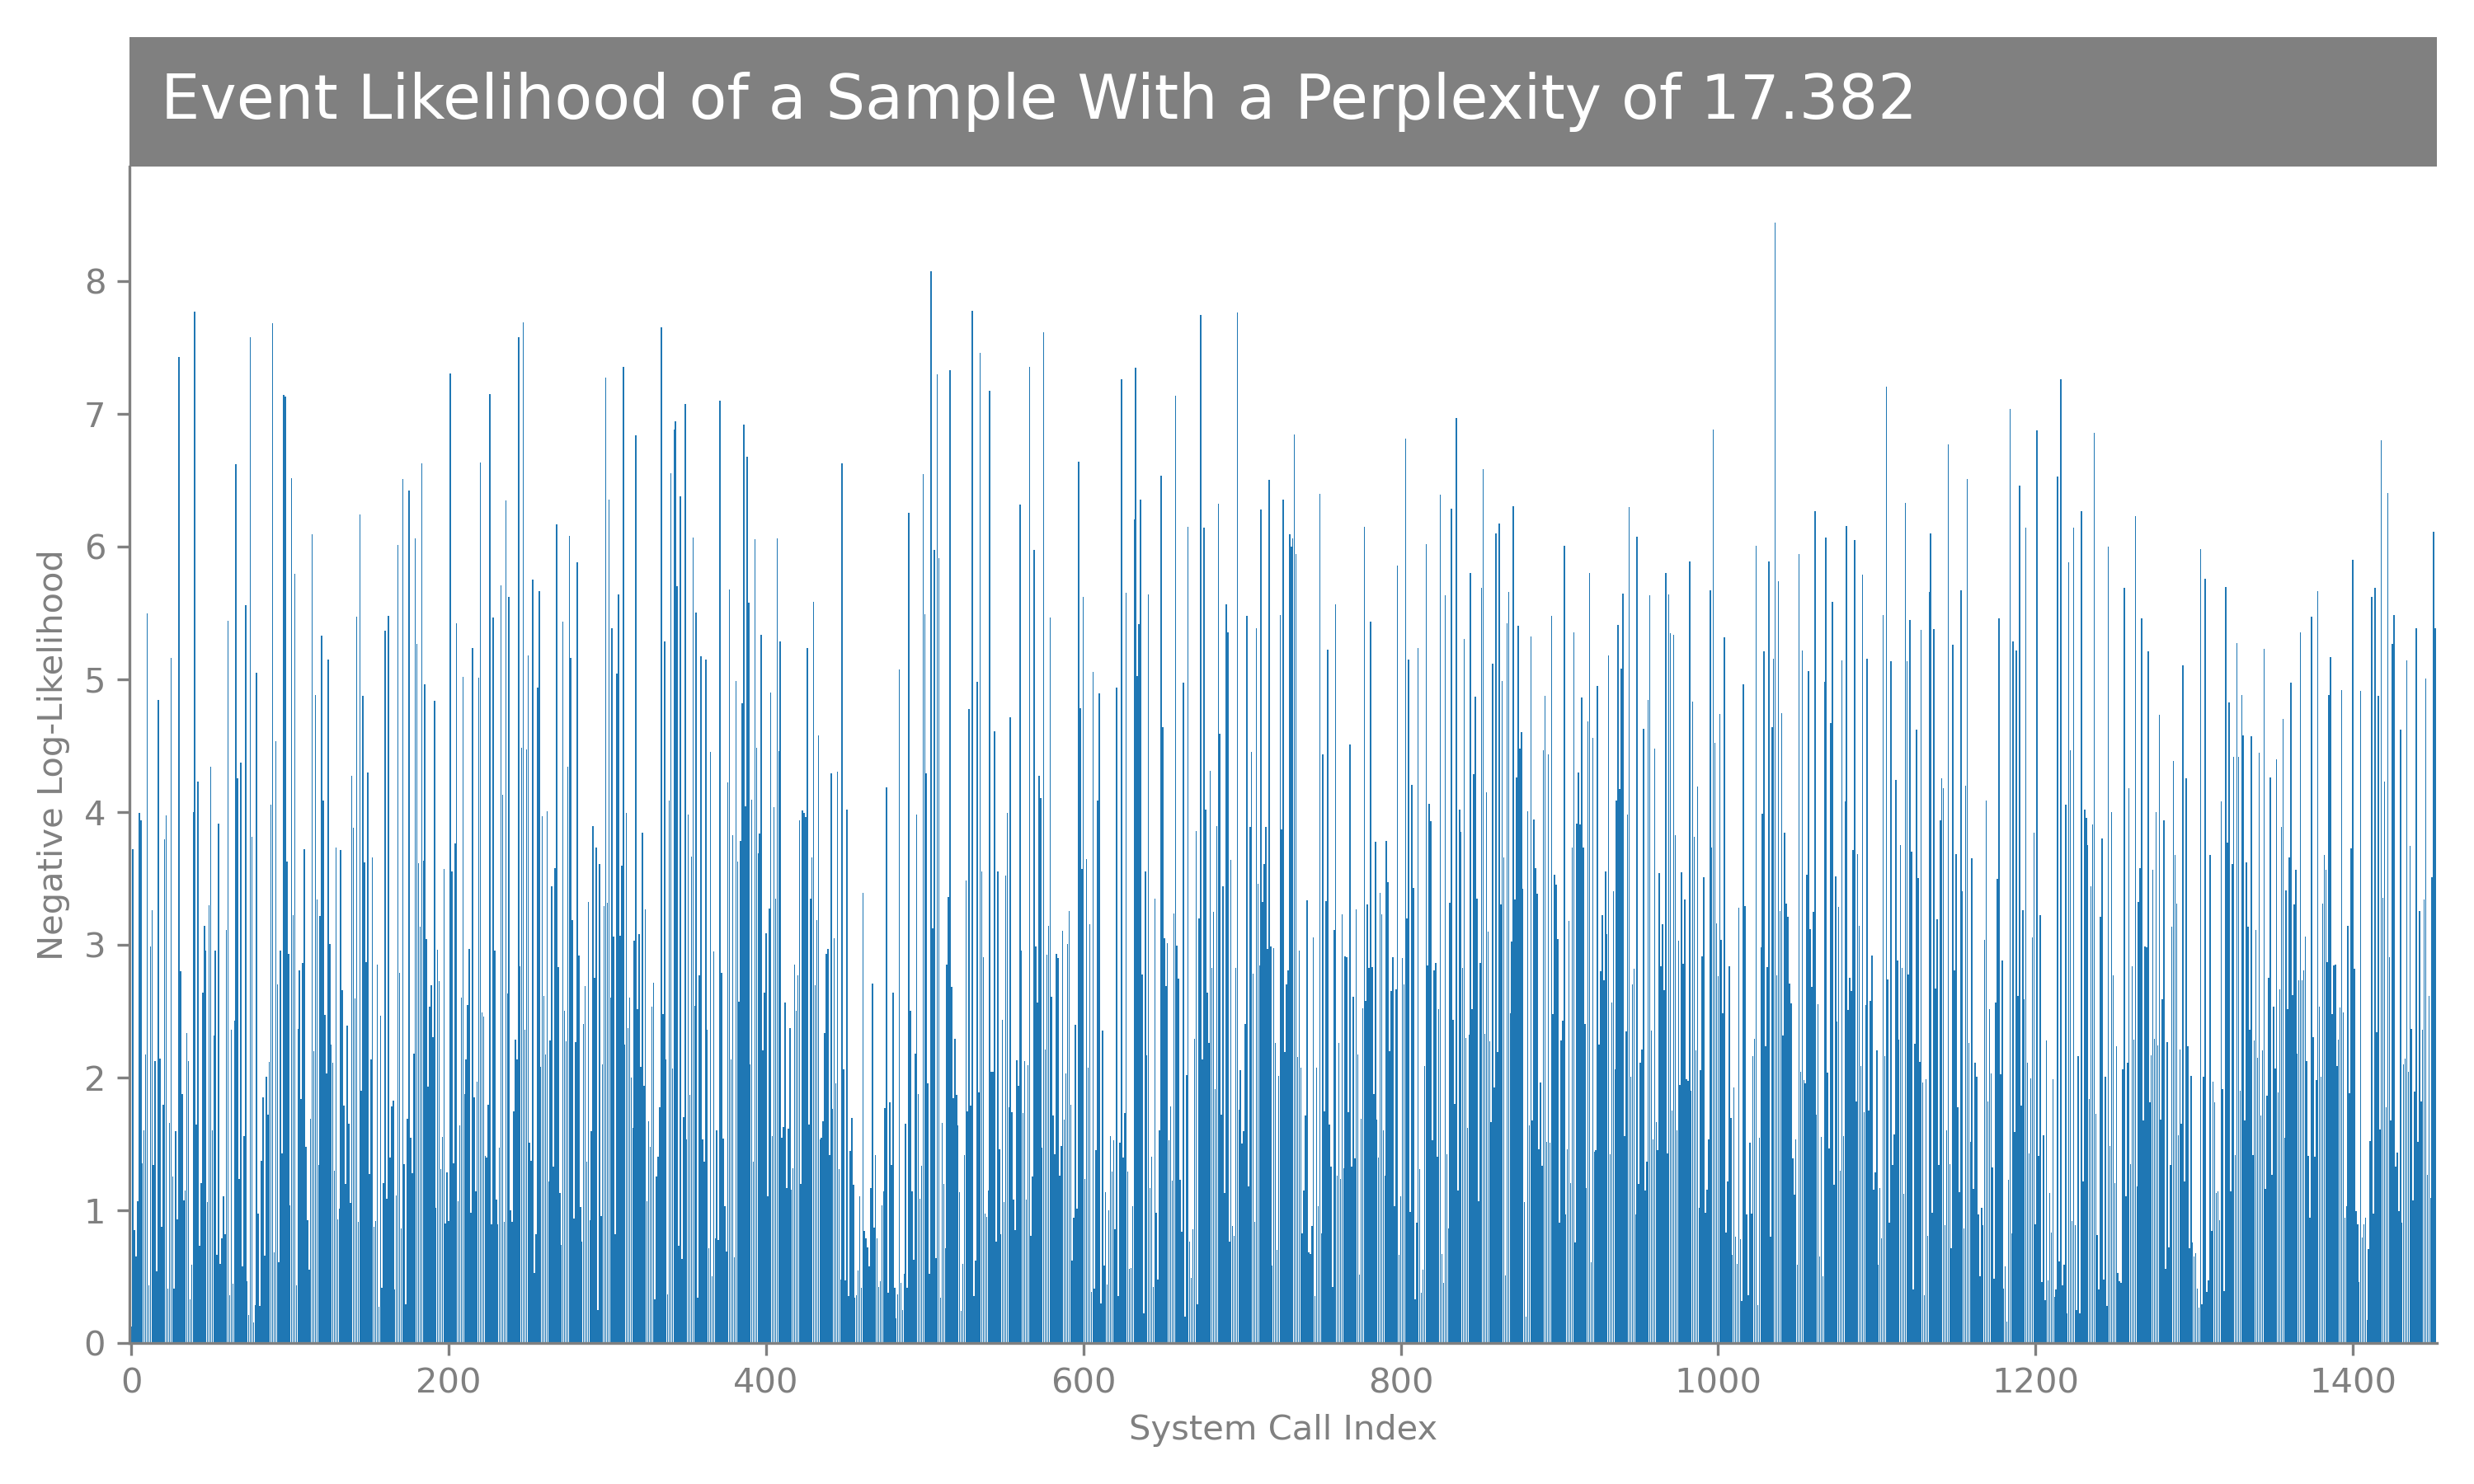 Event Likelihood of a Sample With a Perplexity of 17.382
8
7
6
5
4
3
2
1
0
Negative Log-Likelihood
0 200 400 600 800 1000 1200 1400
System Call Index